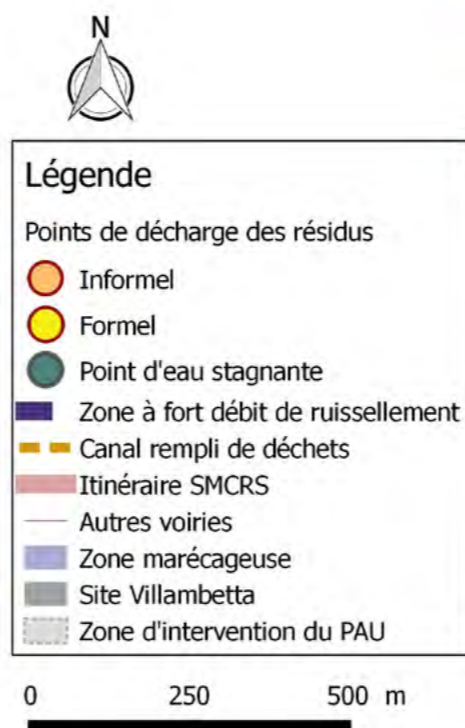 N
Légende
Points de décharge des résidus
Informel
Formel
Point d'eau stagnante
Zone à fort débit de ruissellement
Canal rempli de déchets
Itinéraire SMCRS
Autres voiries
Zone marécageuse
Site Villambetta
Zone d'intervention du PAU
0 250 500 m